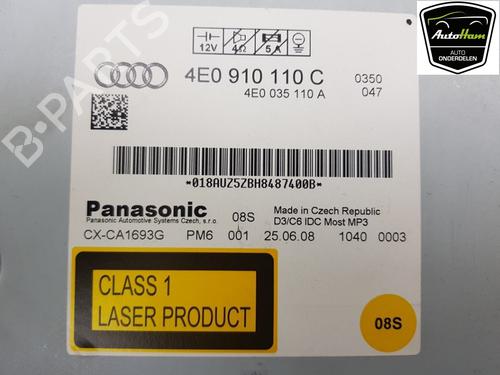 AutoHam
AUTO
ONDERDELEN
12V 4Ω 5A
4E0 910 110 C 0350
4E0 035 110 A 047
*018AUZ5ZBH8487400B*
Panasonic
Panasonic Automotive Systems Czech, s.r.o
08S
Made in Czech Republic
D3/C6 IDC Most MP3
CX-CA1693G PM6 001 25.06.08 1040 0003
CLASS 1
LASER PRODUCT
08S
B-PARTS